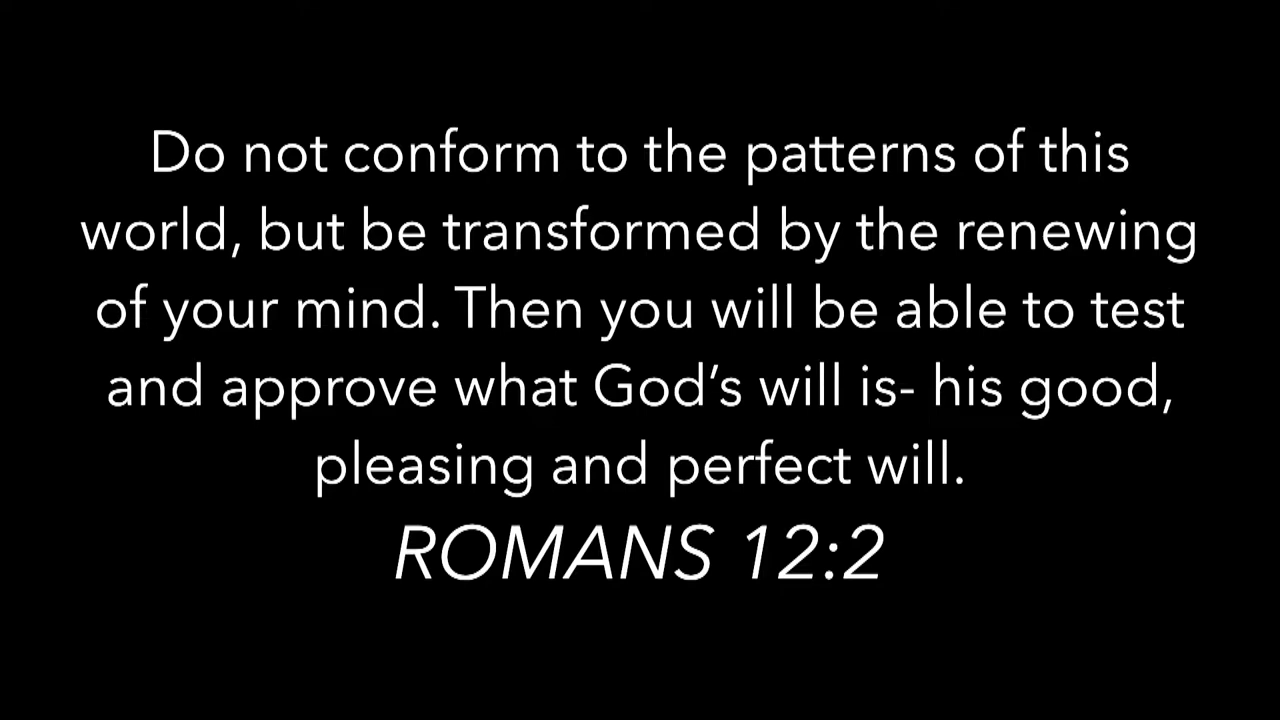 Do not conform to the patterns of this
world, but be transformed by the renewing
of your mind. Then you will be able to test
and approve what God’s will is- his good,
pleasing and perfect will.
ROMANS 12:2